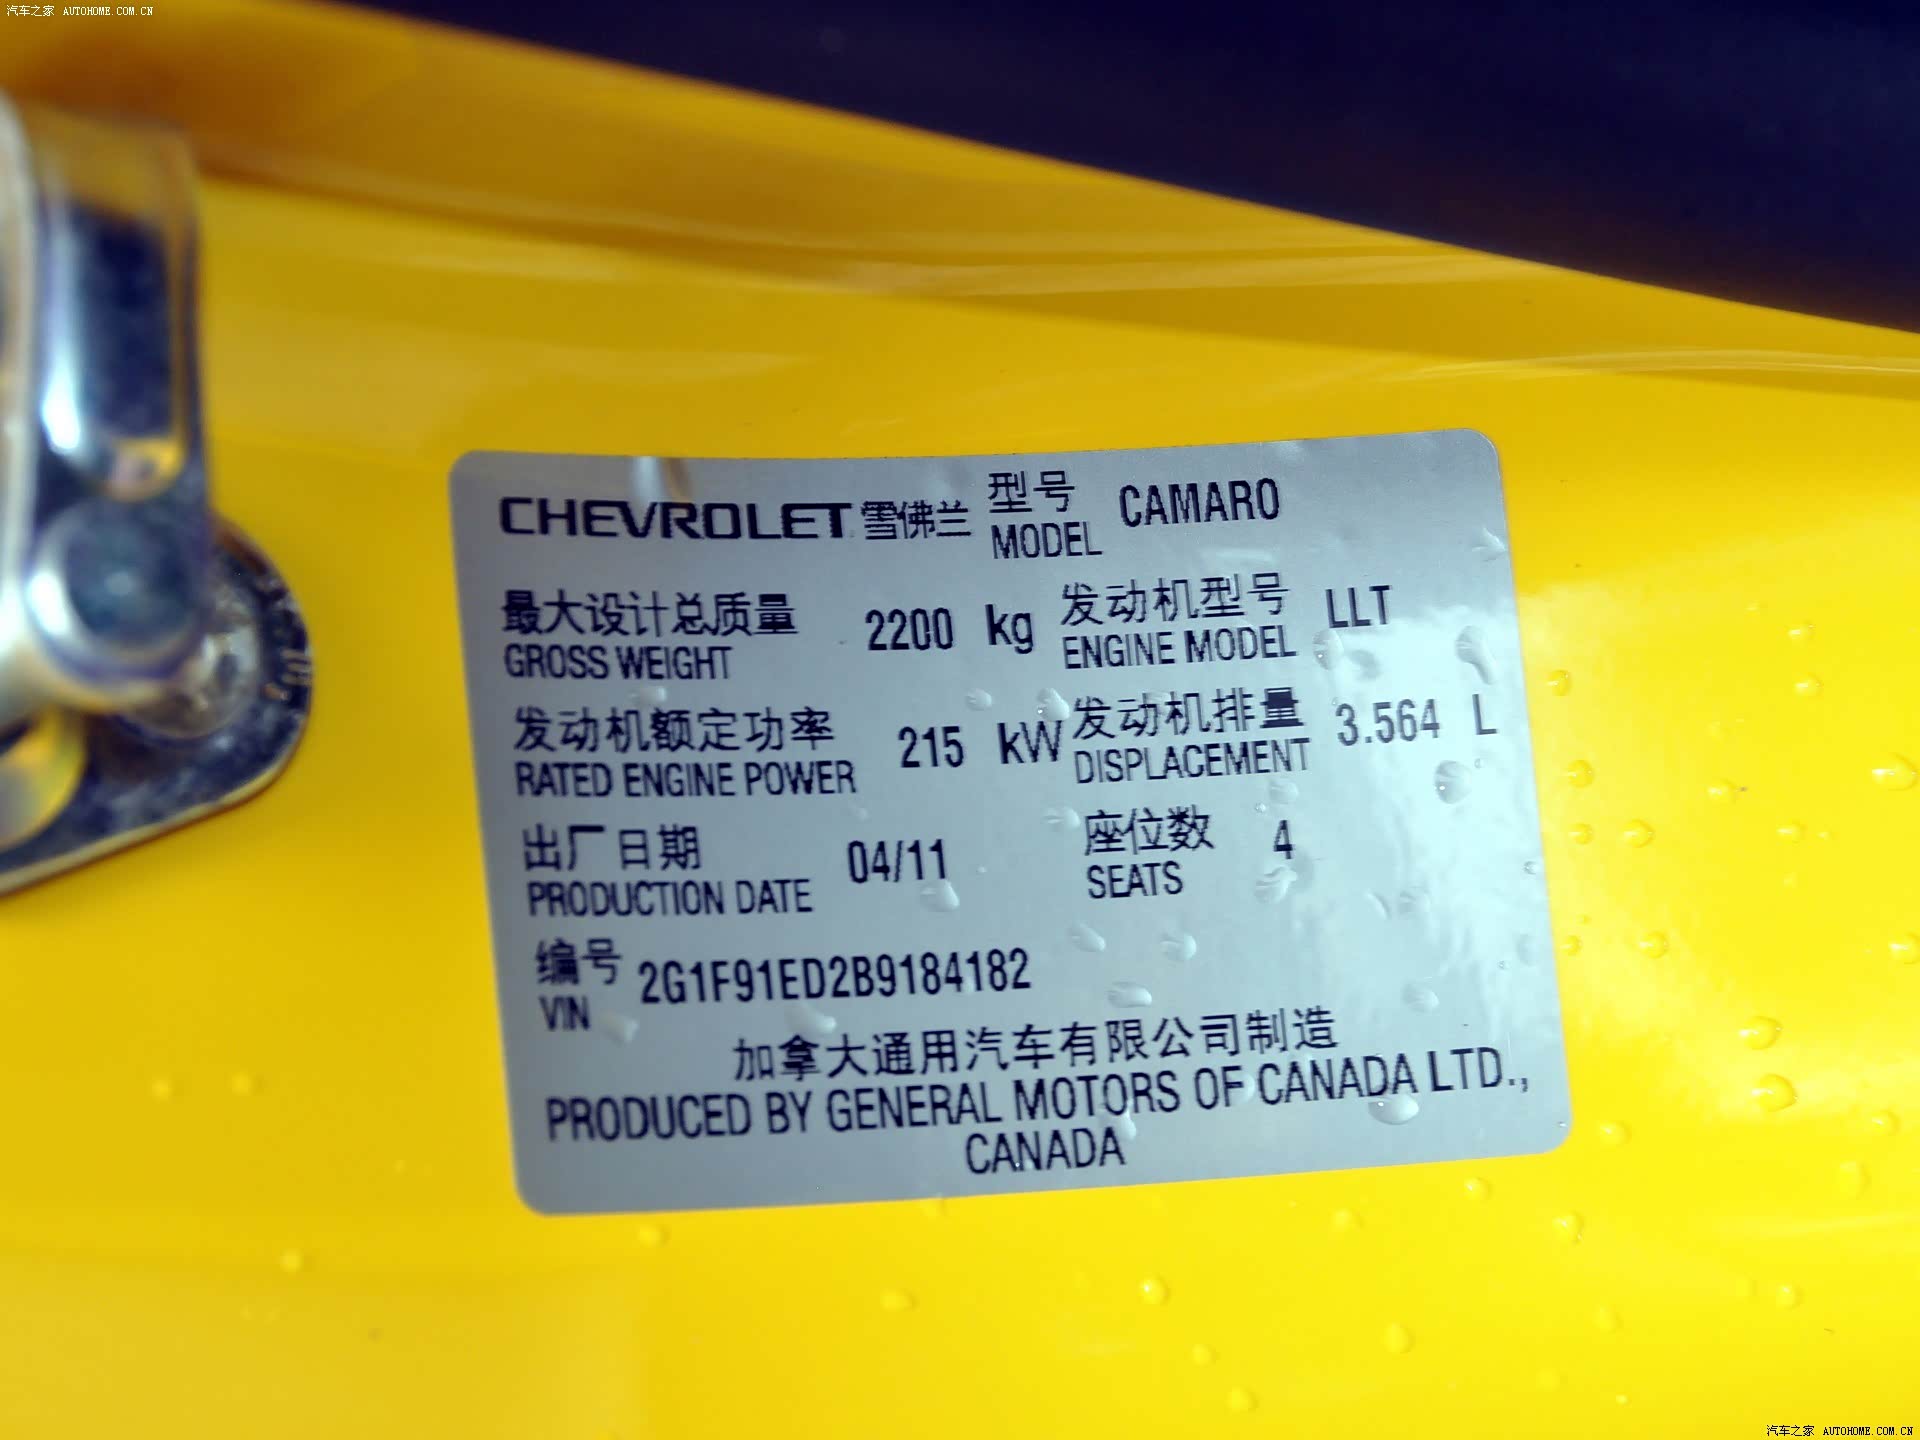 汽车之家 AUTOHOME.COM.CN
CHEVROLET 雪佛兰 型号 MODEL CAMARO
最大设计总质量 GROSS WEIGHT 2200 kg 发动机型号 ENGINE MODEL LLT
发动机额定功率 RATED ENGINE POWER 215 kW 发动机排量 DISPLACEMENT 3.564 L
出厂日期 PRODUCTION DATE 04/11 座位数 SEATS 4
编号 VIN 2G1F91ED2B9184182
加拿大通用汽车有限公司制造
PRODUCED BY GENERAL MOTORS OF CANADA LTD.,
CANADA
汽车之家 AUTOHOME.COM.CN